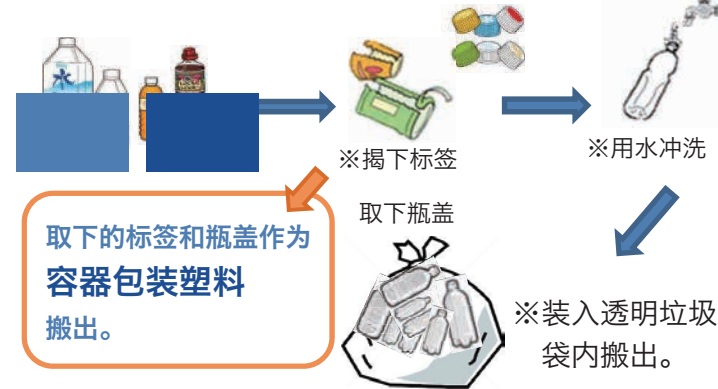 水
※揭下标签
※用水冲洗
取下瓶盖
取下的标签和瓶盖作为
容器包装塑料
搬出。
※装入透明垃圾
袋内搬出。